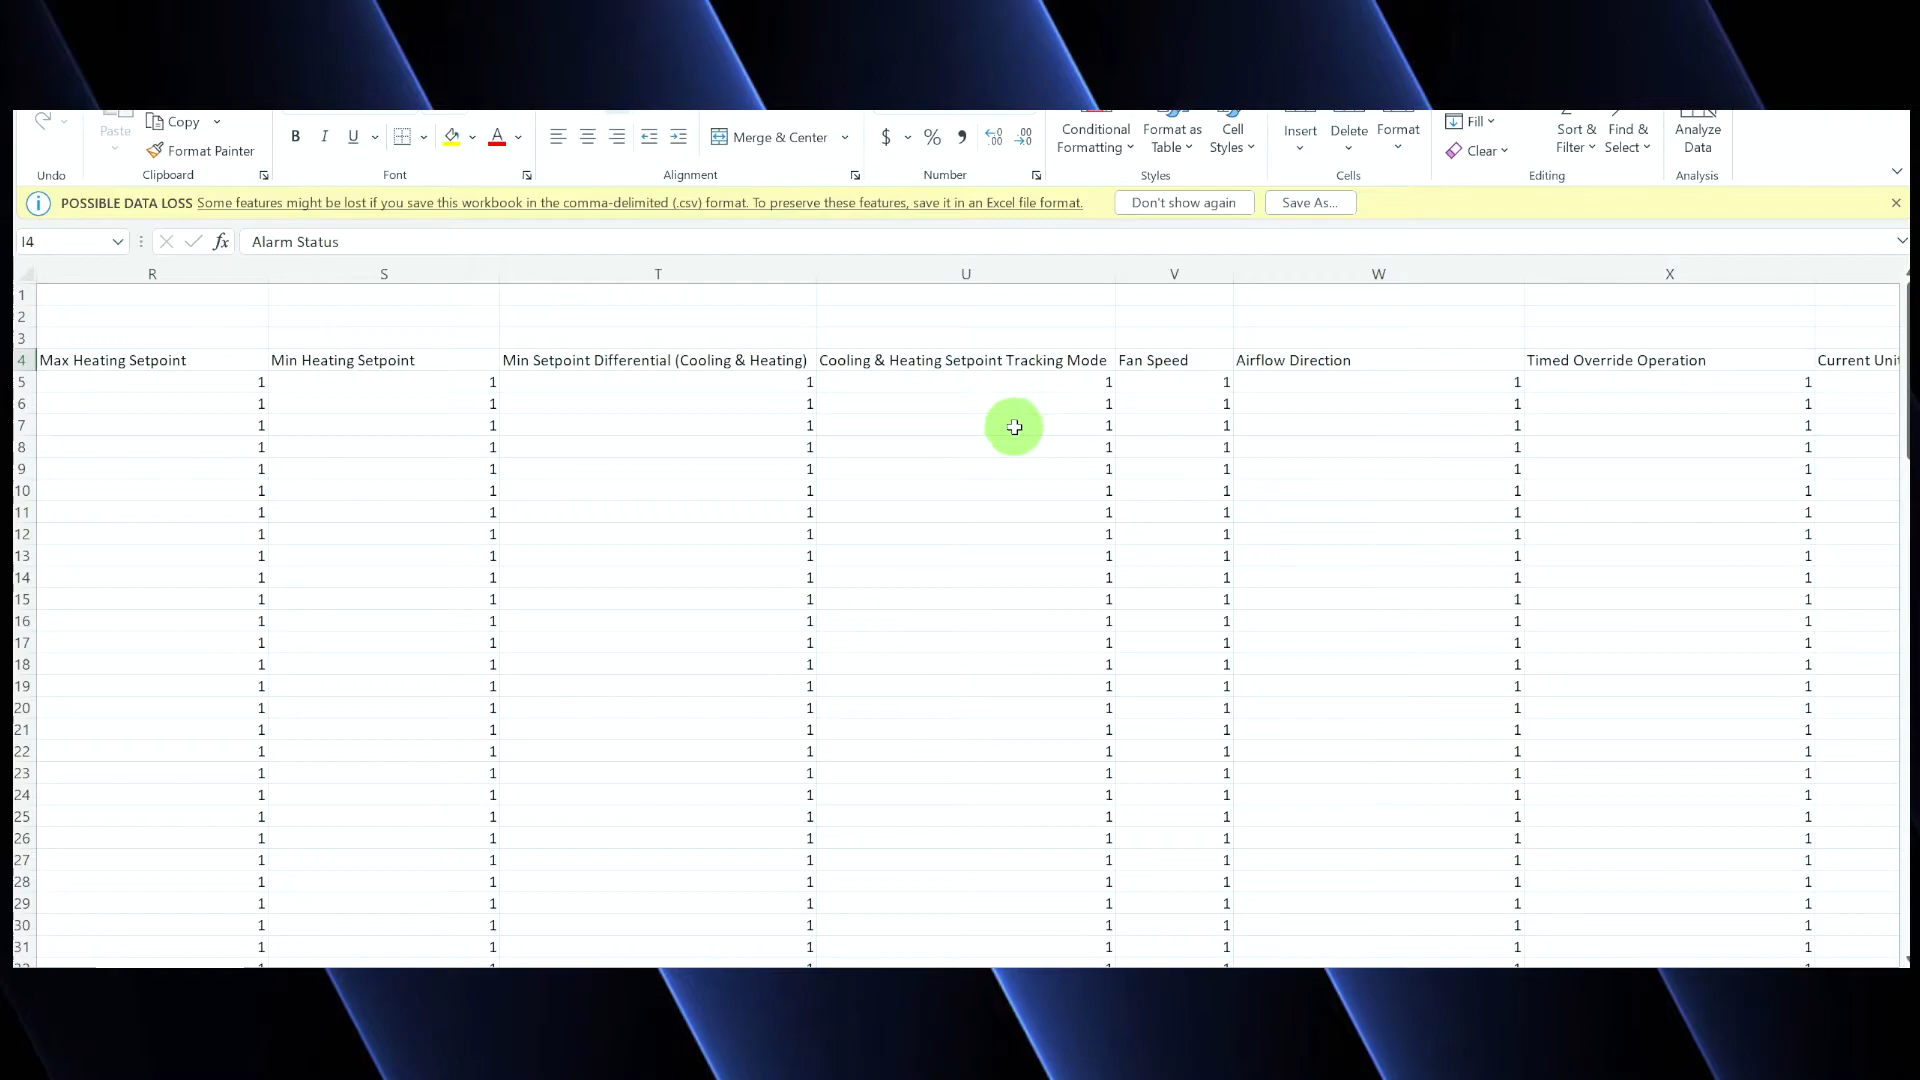 Paste
Copy
Format Painter
B I U A
Merge & Center
$ % 9 .00 .00
Conditional Formatting
Format as Table
Cell Styles
Insert Delete Format
Fill
Clear
Sort & Filter
Find & Select
Analyze Data
Undo Clipboard Font Alignment Number Styles Cells Editing Analysis
POSSIBLE DATA LOSS Some features might be lost if you save this workbook in the comma-delimited (.csv) format. To preserve these features, save it in an Excel file format. Don't show again Save As...
I4 fx Alarm Status
R S T U V W X
1
2
3
4 Max Heating Setpoint Min Heating Setpoint Min Setpoint Differential (Cooling & Heating) Cooling & Heating Setpoint Tracking Mode Fan Speed Airflow Direction Timed Override Operation Current Unit
5 1 1 1 1 1 1 1
6 1 1 1 1 1 1 1
7 1 1 1 1 1 1 1
8 1 1 1 1 1 1 1
9 1 1 1 1 1 1 1
10 1 1 1 1 1 1 1
11 1 1 1 1 1 1 1
12 1 1 1 1 1 1 1
13 1 1 1 1 1 1 1
14 1 1 1 1 1 1 1
15 1 1 1 1 1 1 1
16 1 1 1 1 1 1 1
17 1 1 1 1 1 1 1
18 1 1 1 1 1 1 1
19 1 1 1 1 1 1 1
20 1 1 1 1 1 1 1
21 1 1 1 1 1 1 1
22 1 1 1 1 1 1 1
23 1 1 1 1 1 1 1
24 1 1 1 1 1 1 1
25 1 1 1 1 1 1 1
26 1 1 1 1 1 1 1
27 1 1 1 1 1 1 1
28 1 1 1 1 1 1 1
29 1 1 1 1 1 1 1
30 1 1 1 1 1 1 1
31 1 1 1 1 1 1 1